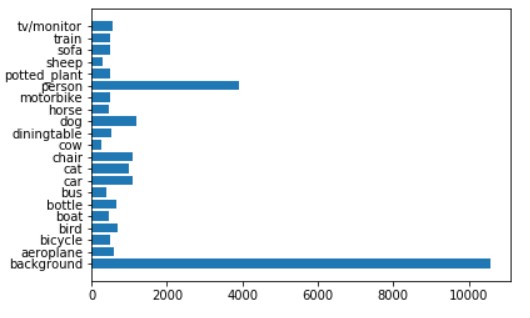 tv/monitor
train
sofa
sheep
potted_plant
person
motorbike
horse
dog
diningtable
cow
chair
cat
car
bus
bottle
boat
bird
bicycle
aeroplane
background
0 2000 4000 6000 8000 10000